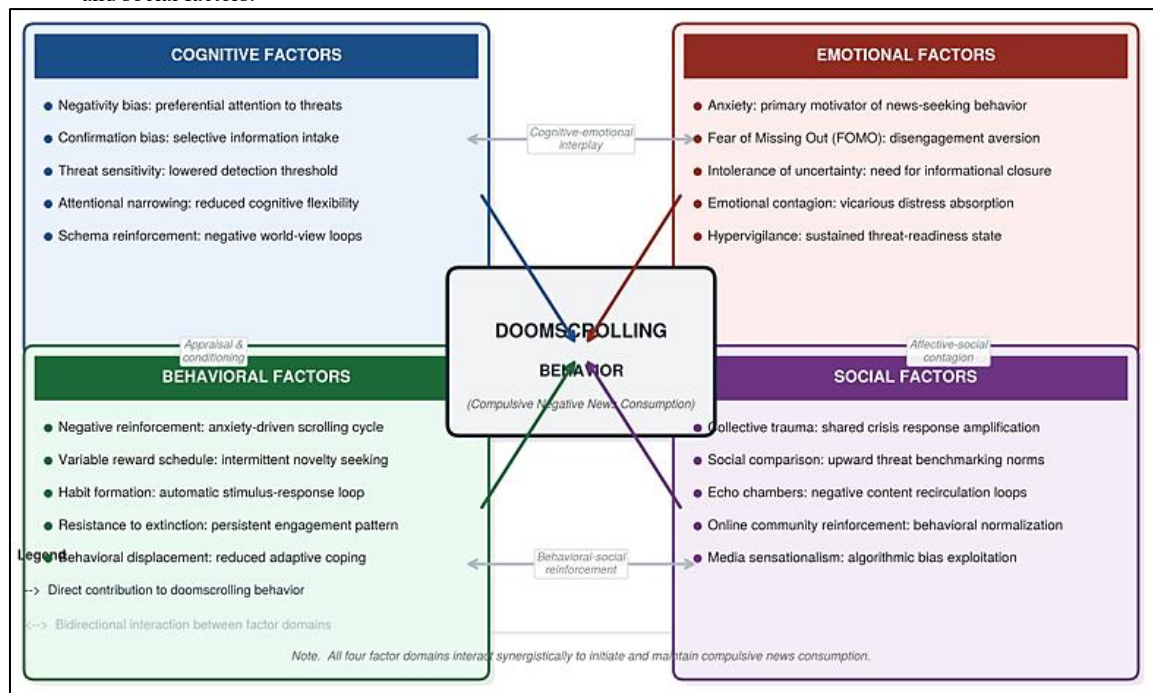 and social factors.
COGNITIVE FACTORS
● Negativity bias: preferential attention to threats
● Confirmation bias: selective information intake
● Threat sensitivity: lowered detection threshold
● Attentional narrowing: reduced cognitive flexibility
● Schema reinforcement: negative world-view loops
Cognitive-emotional
interplay
EMOTIONAL FACTORS
● Anxiety: primary motivator of news-seeking behavior
● Fear of Missing Out (FOMO): disengagement aversion
● Intolerance of uncertainty: need for informational closure
● Emotional contagion: vicarious distress absorption
● Hypervigilance: sustained threat-readiness state
DOOMSCROLLING
BEHAVIOR
(Compulsive Negative News Consumption)
Appraisal &
conditioning
BEHAVIORAL FACTORS
● Negative reinforcement: anxiety-driven scrolling cycle
● Variable reward schedule: intermittent novelty seeking
● Habit formation: automatic stimulus-response loop
● Resistance to extinction: persistent engagement pattern
● Behavioral displacement: reduced adaptive coping
Behavioral-social
reinforcement
Affective-social
contagion
SOCIAL FACTORS
● Collective trauma: shared crisis response amplification
● Social comparison: upward threat benchmarking norms
● Echo chambers: negative content recirculation loops
● Online community reinforcement: behavioral normalization
● Media sensationalism: algorithmic bias exploitation
Legend
--> Direct contribution to doomscrolling behavior
<--> Bidirectional interaction between factor domains
Note. All four factor domains interact synergistically to initiate and maintain compulsive news consumption.